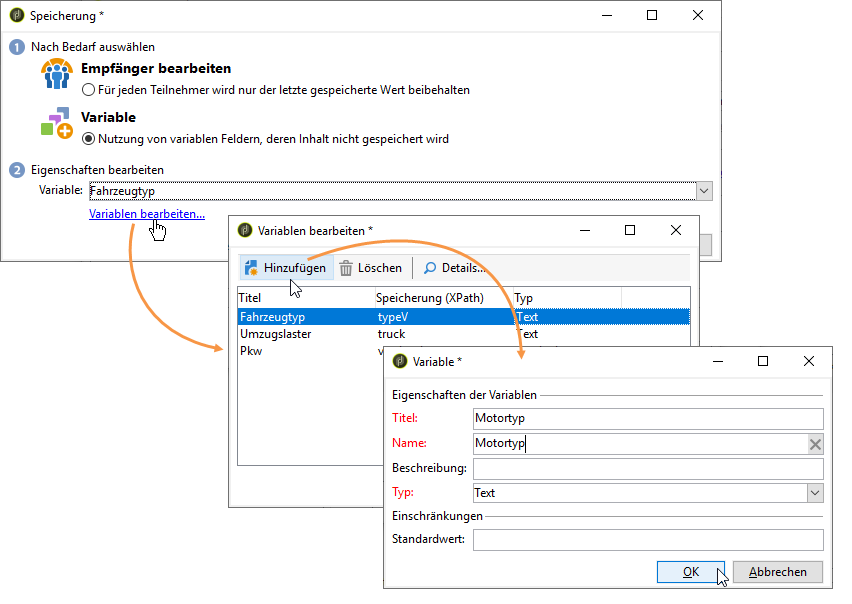 Speicherung *
1 Nach Bedarf auswählen
Empfänger bearbeiten
Für jeden Teilnehmer wird nur der letzte gespeicherte Wert beibehalten
Variable
Nutzung von variablen Feldern, deren Inhalt nicht gespeichert wird
2 Eigenschaften bearbeiten
Variable: Fahrzeugtyp
Variablen bearbeiten...
Variablen bearbeiten *
Hinzufügen Löschen Details...
Titel Speicherung (XPath) Typ
Fahrzeugtyp typeV Text
Umzugslaster truck Text
Pkw
Variable *
Eigenschaften der Variablen
Titel: Motortyp
Name: Motortyp
Beschreibung:
Typ: Text
Einschränkungen
Standardwert:
OK Abbrechen